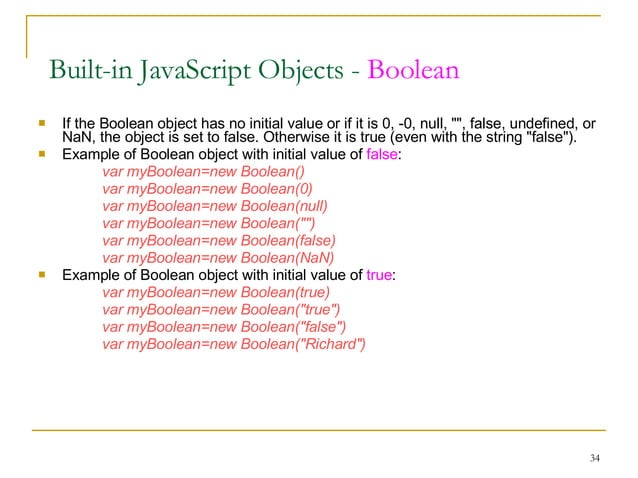 Built-in JavaScript Objects - Boolean
If the Boolean object has no initial value or if it is 0, -0, null, "", false, undefined, or
NaN, the object is set to false. Otherwise it is true (even with the string "false").
Example of Boolean object with initial value of false:
var myBoolean=new Boolean()
var myBoolean=new Boolean(0)
var myBoolean=new Boolean(null)
var myBoolean=new Boolean("")
var myBoolean=new Boolean(false)
var myBoolean=new Boolean(NaN)
Example of Boolean object with initial value of true:
var myBoolean=new Boolean(true)
var myBoolean=new Boolean("true")
var myBoolean=new Boolean("false")
var myBoolean=new Boolean("Richard")
34